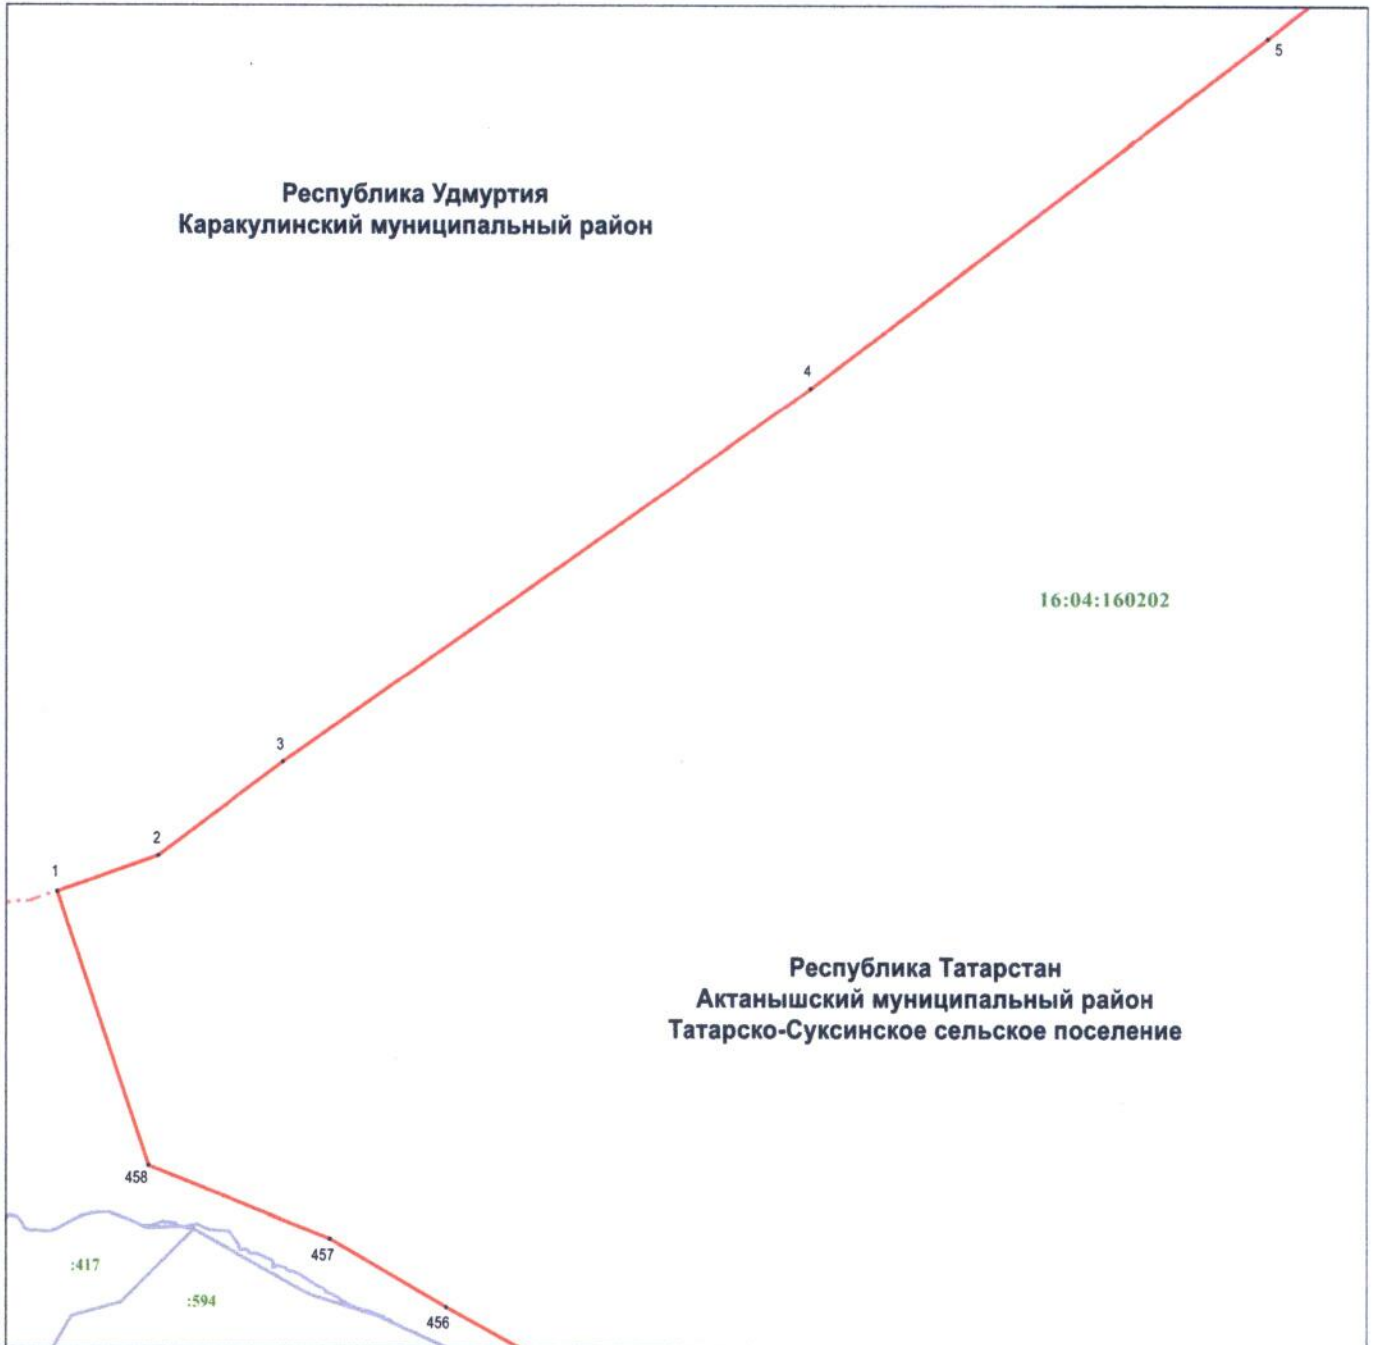 5
Республика Удмуртия
Каракулинский муниципальный район
4
16:04:160202
3
2
1
Республика Татарстан
Актанышский муниципальный район
Татарско-Суксинское сельское поселение
458
457
:417
:594
456